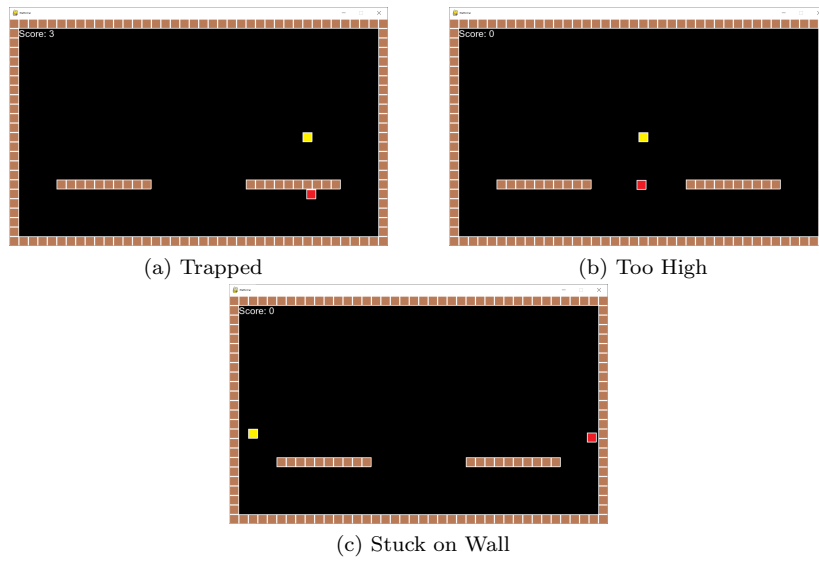 Score: 3
Score: 0
(a) Trapped
(b) Too High
Score: 0
(c) Stuck on Wall